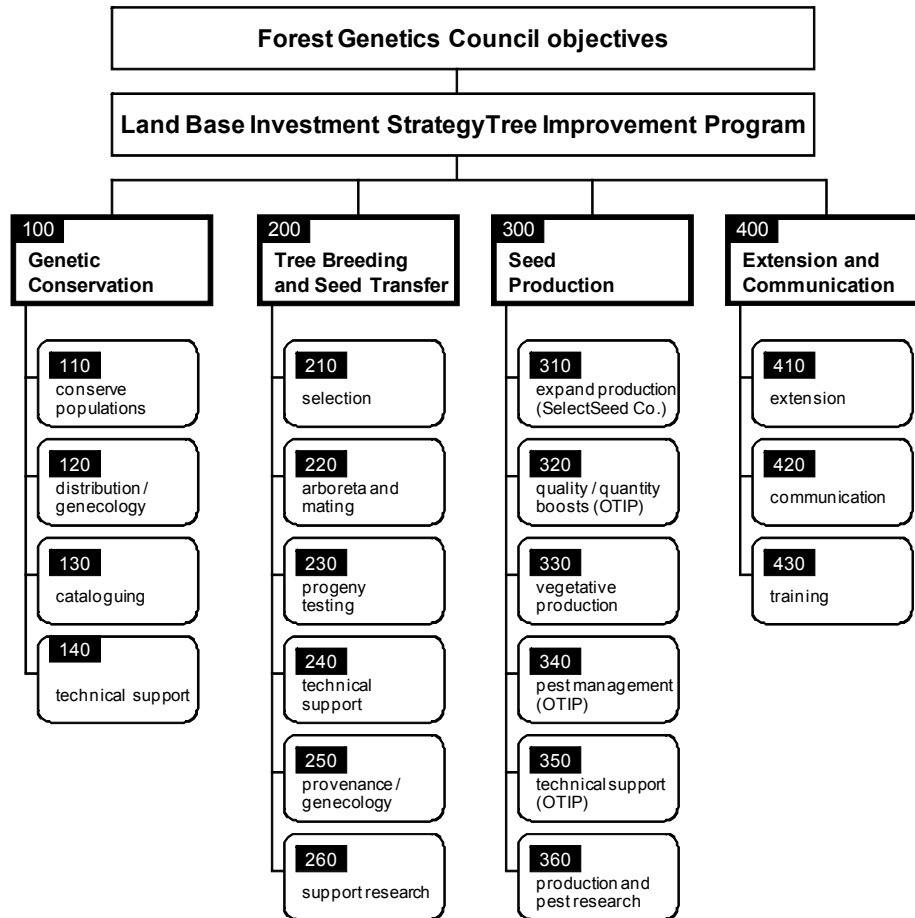 Forest Genetics Council objectives
Land Base Investment StrategyTree Improvement Program
100
Genetic
Conservation
110
conserve
populations
120
distribution /
genecology
130
cataloguing
140
technical support
200
Tree Breeding
and Seed Transfer
210
selection
220
arboreta and
mating
230
progeny
testing
240
technical
support
250
provenance /
genecology
260
support research
300
Seed
Production
310
expand production
(SelectSeed Co.)
320
quality / quantity
boosts (OTIP)
330
vegetative
production
340
pest management
(OTIP)
350
technical support
(OTIP)
360
production and
pest research
400
Extension and
Communication
410
extension
420
communication
430
training